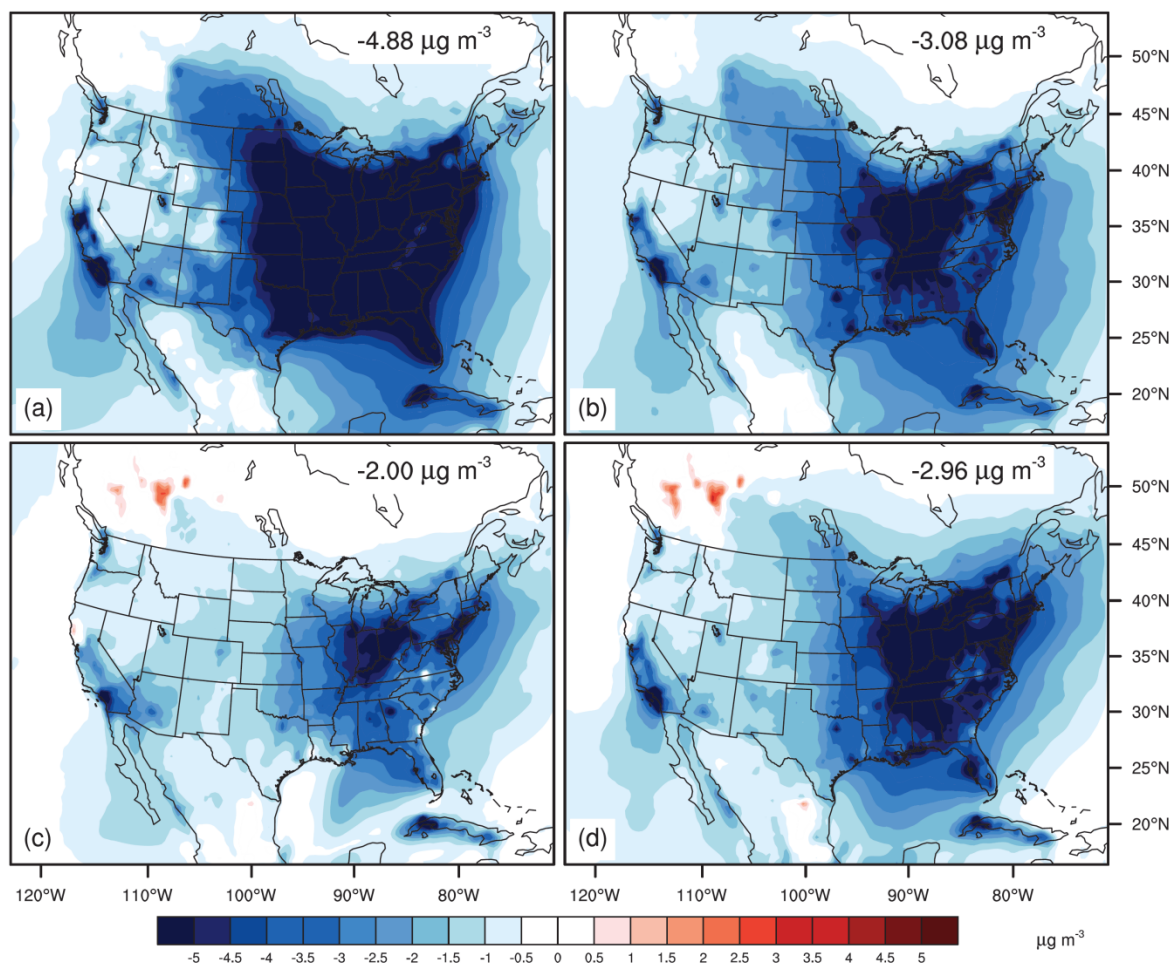 -4.88 μg m-3
-3.08 μg m-3
50°N
45°N
40°N
35°N
30°N
25°N
20°N
(a)
(b)
-2.00 μg m-3
-2.96 μg m-3
50°N
45°N
40°N
35°N
30°N
25°N
20°N
(c)
(d)
120°W 110°W 100°W 90°W 80°W 120°W 110°W 100°W 90°W 80°W
-5 -4.5 -4 -3.5 -3 -2.5 -2 -1.5 -1 -0.5 0 0.5 1 1.5 2 2.5 3 3.5 4 4.5 5 μg m-3